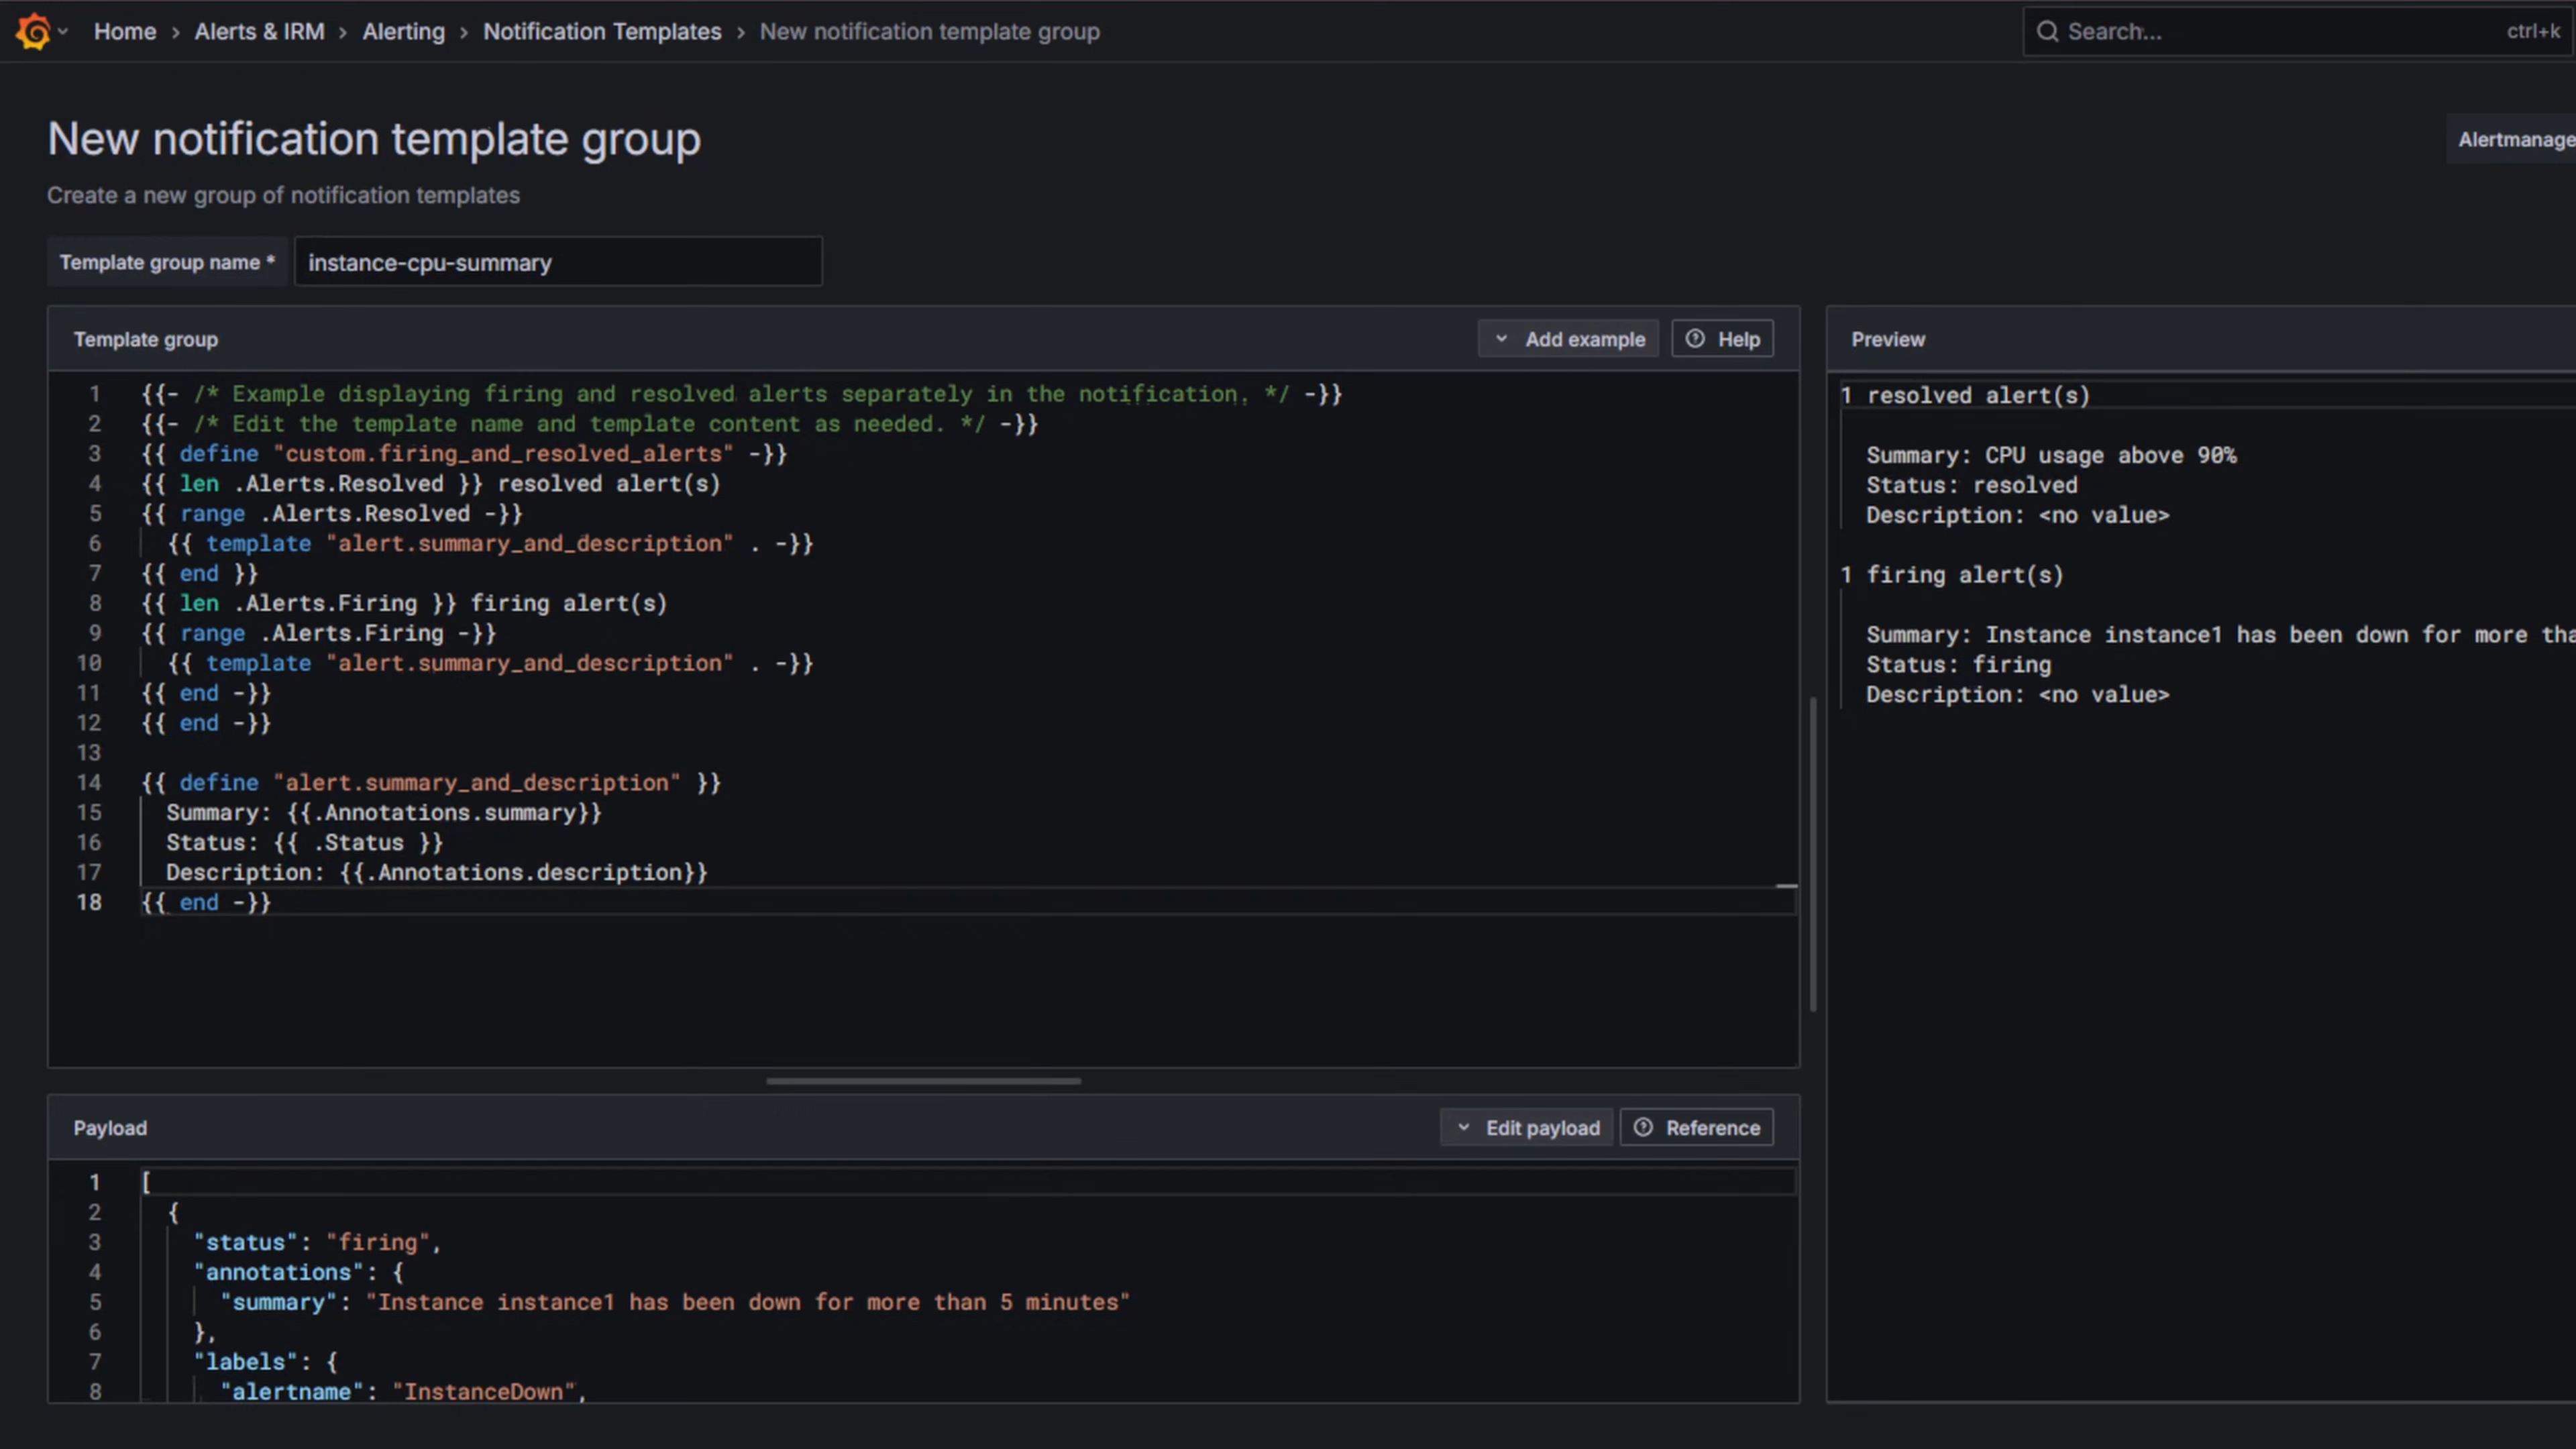 Home › Alerts & IRM › Alerting › Notification Templates › New notification template group
Search...
ctrl+k
New notification template group
Create a new group of notification templates
Template group name *
instance-cpu-summary
Template group
Add example
Help
1 {{- /* Example displaying firing and resolved alerts separately in the notification. */ -}}
2 {{- /* Edit the template name and template content as needed. */ -}}
3 {{ define "custom.firing_and_resolved_alerts" -}}
4 {{ len .Alerts.Resolved }} resolved alert(s)
5 {{ range .Alerts.Resolved -}}
6   {{ template "alert.summary_and_description" . -}}
7 {{ end }}
8 {{ len .Alerts.Firing }} firing alert(s)
9 {{ range .Alerts.Firing -}}
10   {{ template "alert.summary_and_description" . -}}
11 {{ end -}}
12 {{ end -}}
13
14 {{ define "alert.summary_and_description" }}
15   Summary: {{.Annotations.summary}}
16   Status: {{ .Status }}
17   Description: {{.Annotations.description}}
18 {{ end -}}
Payload
Edit payload
Reference
1 [
2   {
3     "status": "firing",
4     "annotations": {
5       "summary": "Instance instance1 has been down for more than 5 minutes"
6     },
7     "labels": {
8       "alertname": "InstanceDown",
Alertmanage
Preview
1 resolved alert(s)
Summary: CPU usage above 90%
Status: resolved
Description: <no value>
1 firing alert(s)
Summary: Instance instance1 has been down for more tha
Status: firing
Description: <no value>